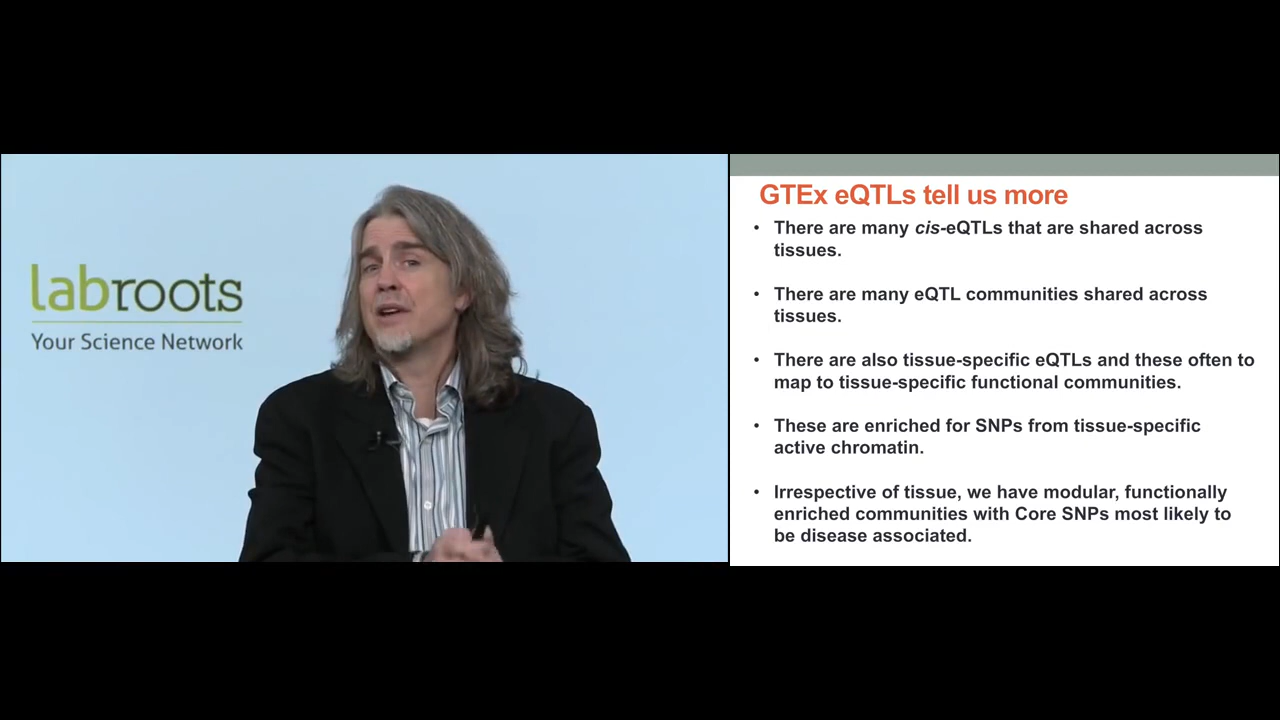 labroots
Your Science Network
GTEx eQTLs tell us more
• There are many cis-eQTLs that are shared across
tissues.
• There are many eQTL communities shared across
tissues.
• There are also tissue-specific eQTLs and these often to
map to tissue-specific functional communities.
• These are enriched for SNPs from tissue-specific
active chromatin.
• Irrespective of tissue, we have modular, functionally
enriched communities with Core SNPs most likely to
be disease associated.